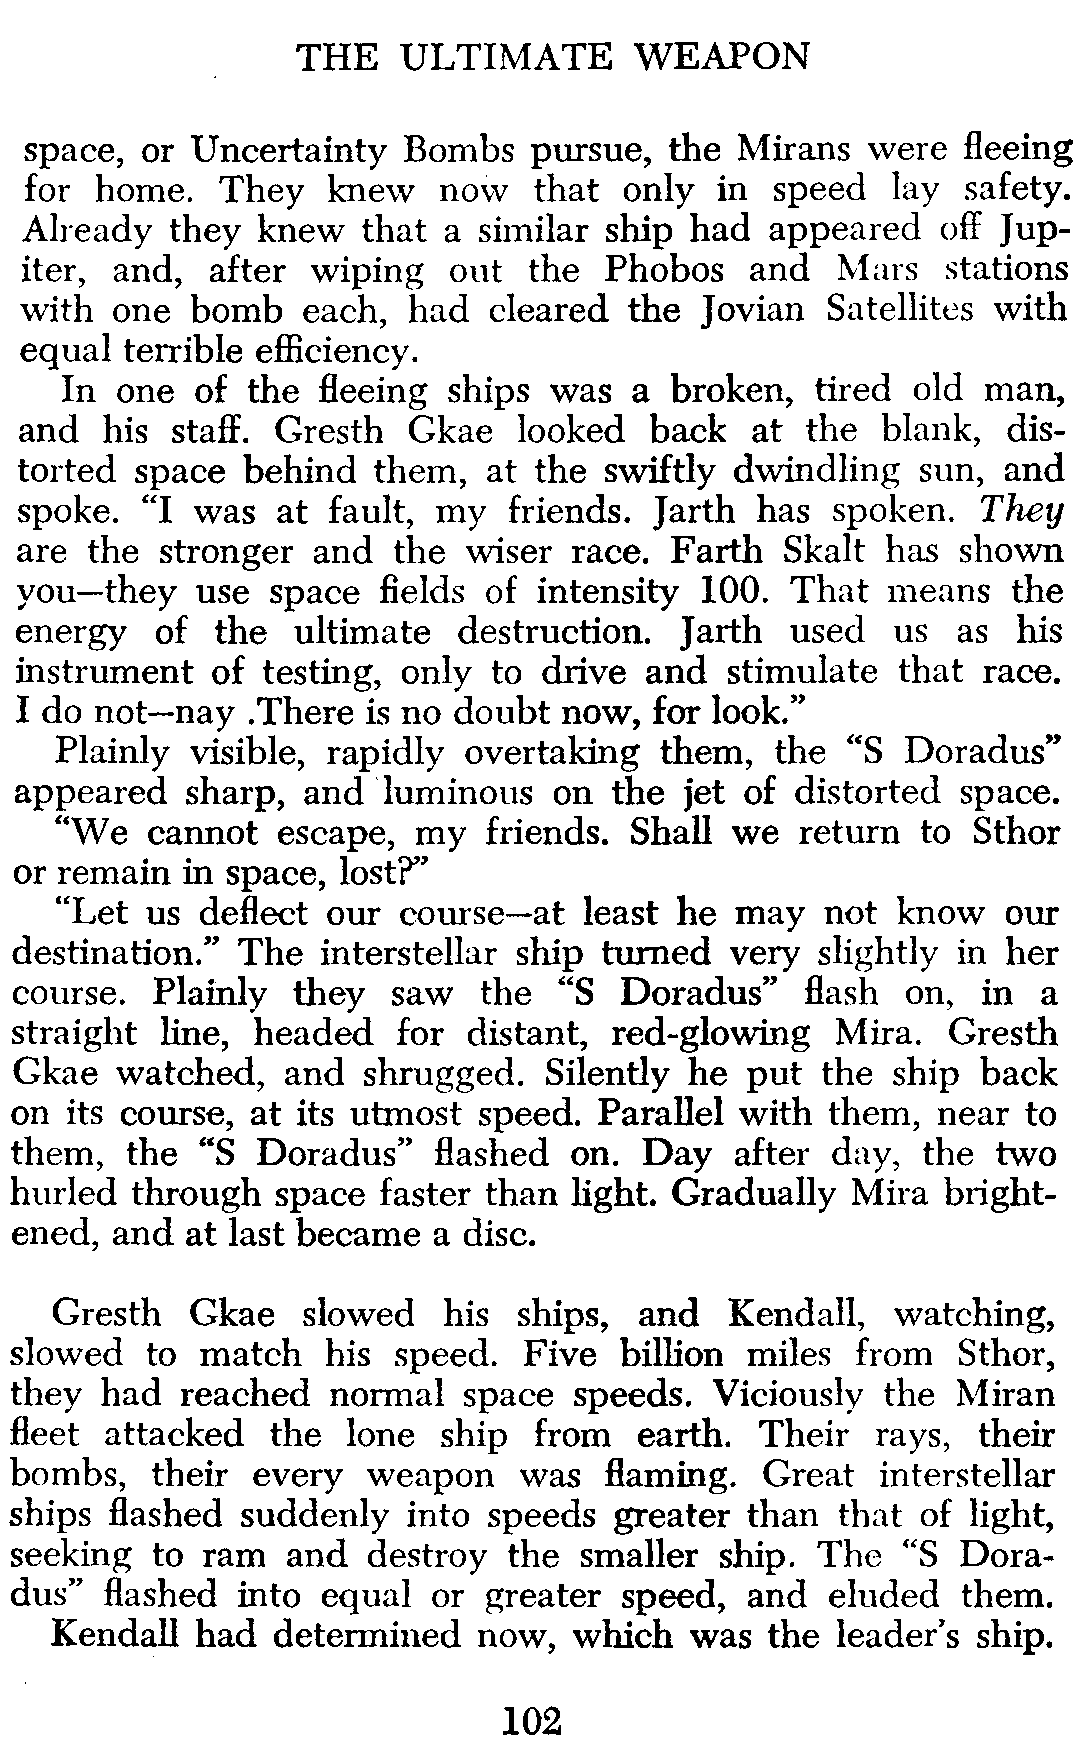 THE ULTIMATE WEAPON
space, or Uncertainty Bombs pursue, the Mirans were fleeing
for home. They knew now that only in speed lay safety.
Already they knew that a similar ship had appeared off Jup-
iter, and, after wiping out the Phobos and Mars stations
with one bomb each, had cleared the Jovian Satellites with
equal terrible efficiency.
In one of the fleeing ships was a broken, tired old man,
and his staff. Gresth Gkae looked back at the blank, dis-
torted space behind them, at the swiftly dwindling sun, and
spoke. “I was at fault, my friends. Jarth has spoken. They
are the stronger and the wiser race. Farth Skalt has shown
you—they use space fields of intensity 100. That means the
energy of the ultimate destruction. Jarth used us as his
instrument of testing, only to drive and stimulate that race.
I do not—nay .There is no doubt now, for look.”
Plainly visible, rapidly overtaking them, the “S Doradus”
appeared sharp, and luminous on the jet of distorted space.
“We cannot escape, my friends. Shall we return to Sthor
or remain in space, lost?”
“Let us deflect our course—at least he may not know our
destination.” The interstellar ship turned very slightly in her
course. Plainly they saw the “S Doradus” flash on, in a
straight line, headed for distant, red-glowing Mira. Gresth
Gkae watched, and shrugged. Silently he put the ship back
on its course, at its utmost speed. Parallel with them, near to
them, the “S Doradus” flashed on. Day after day, the two
hurled through space faster than light. Gradually Mira bright-
ened, and at last became a disc.
Gresth Gkae slowed his ships, and Kendall, watching,
slowed to match his speed. Five billion miles from Sthor,
they had reached normal space speeds. Viciously the Miran
fleet attacked the lone ship from earth. Their rays, their
bombs, their every weapon was flaming. Great interstellar
ships flashed suddenly into speeds greater than that of light,
seeking to ram and destroy the smaller ship. The “S Dora-
dus” flashed into equal or greater speed, and eluded them.
Kendall had determined now, which was the leader’s ship.
102